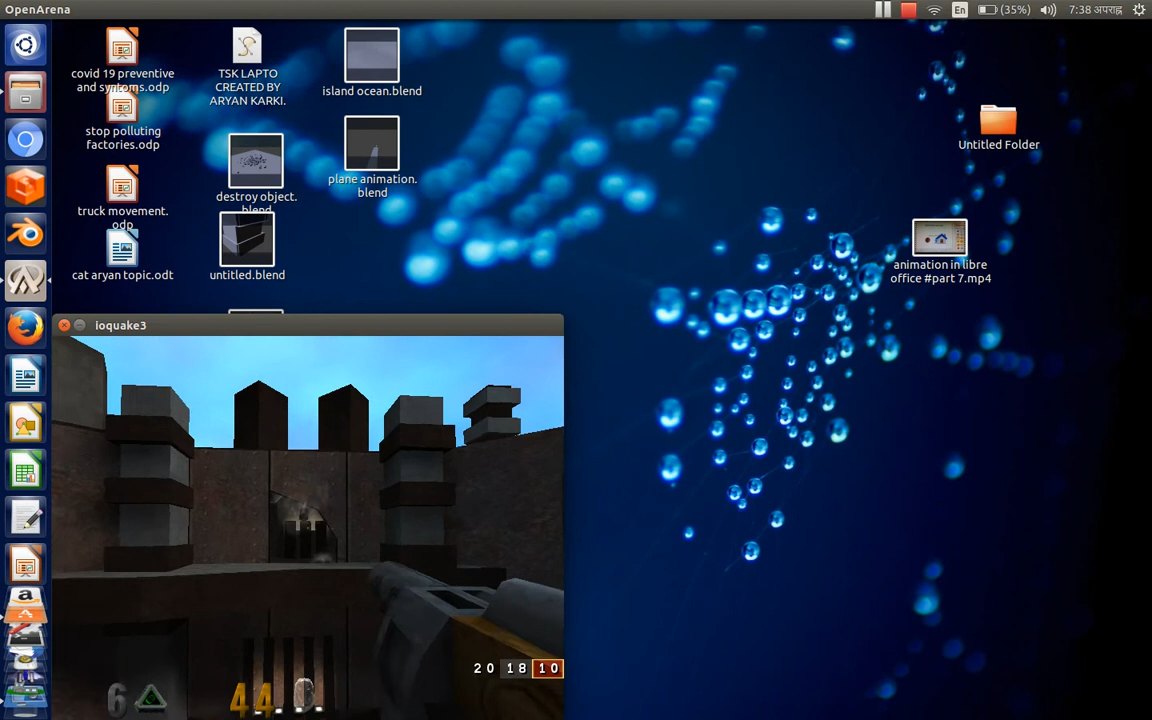 OpenArena
En
(35%)
7:38 अपराह्न
covid 19 preventive
and symtoms.odp
stop polluting
factories.odp
truck movement.
odp
cat aryan topic.odt
TSK LAPTO
CREATED BY
ARYAN KARKI.
destroy object.
blend
untitled.blend
island ocean.blend
plane animation.
blend
Untitled Folder
animation in libre
office #part 7.mp4
ioquake3
20 18 10
6
44
a